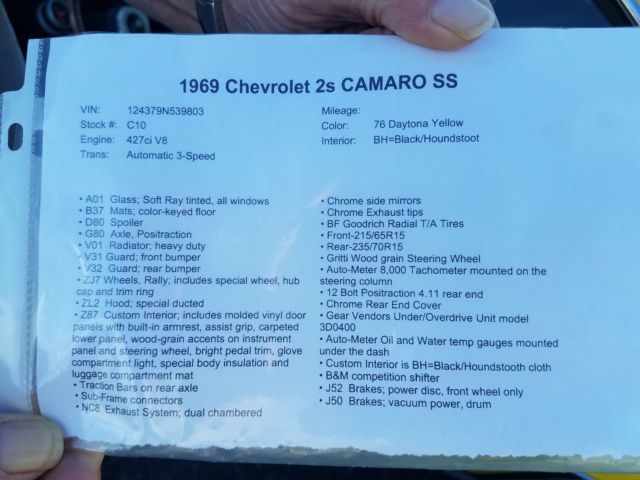 1969 Chevrolet 2s CAMARO SS
VIN: 124379N539803
Stock #: C10
Engine: 427ci V8
Trans: Automatic 3-Speed
Mileage:
Color: 76 Daytona Yellow
Interior: BH=Black/Houndstoot
• A01 Glass; Soft Ray tinted, all windows
• B37 Mats; color-keyed floor
• D80 Spoiler
• G80 Axle, Positraction
• V01 Radiator; heavy duty
• V31 Guard; front bumper
• V32 Guard; rear bumper
• ZJ7 Wheels, Rally; includes special wheel, hub
cap and trim ring
• ZL2 Hood; special ducted
• Z87 Custom Interior; includes molded vinyl door
panels with built-in armrest, assist grip, carpeted
lower panel, wood-grain accents on instrument
panel and steering wheel, bright pedal trim, glove
compartment light, special body insulation and
luggage compartment mat
• Traction Bars on rear axle
• Sub-Frame connectors
• NC8 Exhaust System; dual chambered
• Chrome side mirrors
• Chrome Exhaust tips
• BF Goodrich Radial T/A Tires
• Front-215/65R15
• Rear-235/70R15
• Gritti Wood grain Steering Wheel
• Auto-Meter 8,000 Tachometer mounted on the
steering column
• 12 Bolt Positraction 4.11 rear end
• Chrome Rear End Cover
• Gear Vendors Under/Overdrive Unit model
3D0400
• Auto-Meter Oil and Water temp gauges mounted
under the dash
• Custom Interior is BH=Black/Houndstooth cloth
• B&M competition shifter
• J52 Brakes; power disc, front wheel only
• J50 Brakes; vacuum power, drum